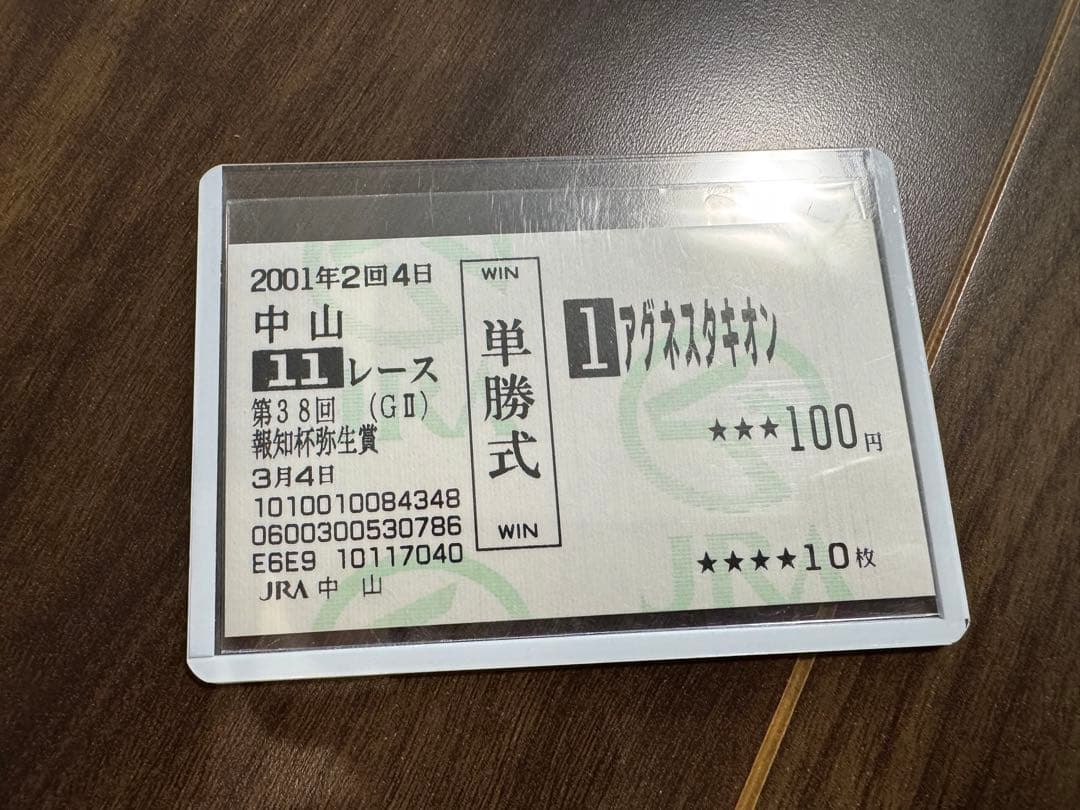 2001年2回4日
中山
11レース
第38回 (GⅡ)
報知杯弥生賞
3月4日
1010010084348
0600300530786
E6E9 10117040
JRA 中 山
WIN
単勝式
WIN
1 アグネスタキオン
★★★100円
★★★★10枚
JRA